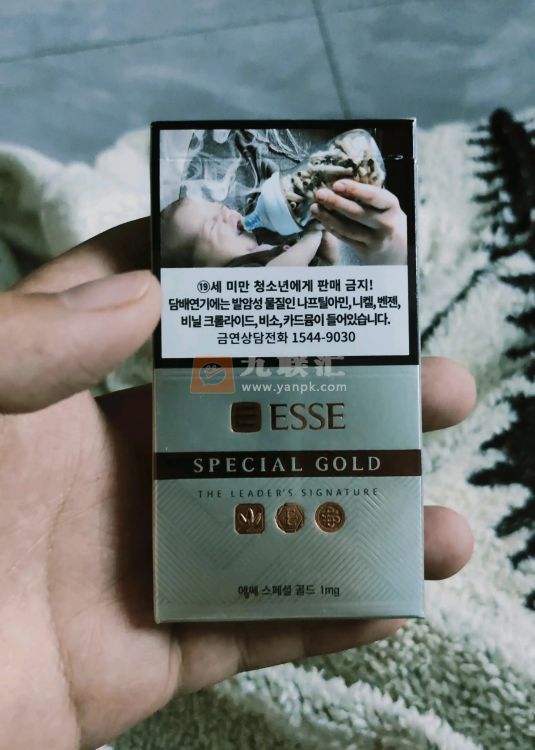 ⑲세 미만 청소년에게 판매 금지!
담배연기에는 발암성 물질인 나프틸아민, 니켈, 벤젠,
비닐 크롤라이드, 비소, 카드뮴이 들어있습니다.
금연상담전화 1544-9030
九联汇
www.yanpk.com
ESSE
SPECIAL GOLD
THE LEADER'S SIGNATURE
에쎄 스페셜 골드 1mg